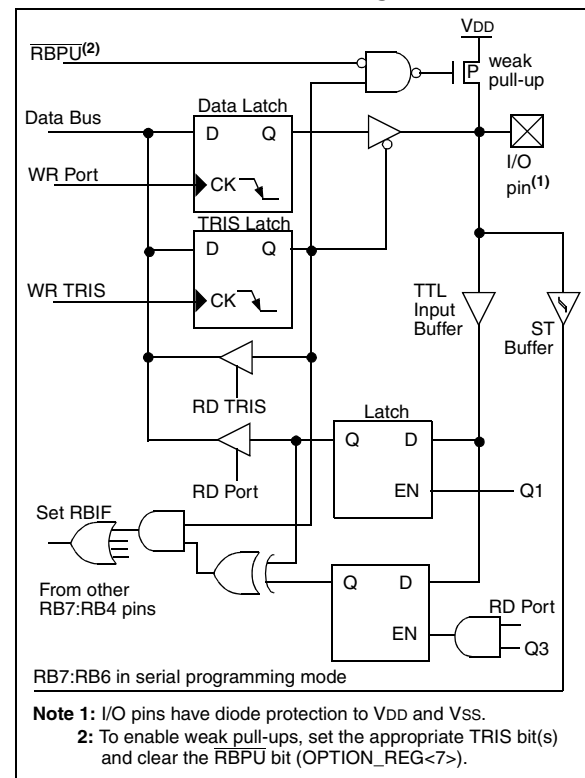 VDD
RBPU(2)
P
weak
pull-up
Data Latch
Data Bus
D Q
I/O
pin(1)
WR Port
CK
TRIS Latch
D Q
WR TRIS
CK
TTL
Input
Buffer
ST
Buffer
RD TRIS
Latch
Q D
RD Port
EN
Q1
Set RBIF
From other
RB7:RB4 pins
Q D
RD Port
EN
Q3
RB7:RB6 in serial programming mode
Note 1: I/O pins have diode protection to VDD and VSS.
2: To enable weak pull-ups, set the appropriate TRIS bit(s)
and clear the RBPU bit (OPTION_REG<7>).